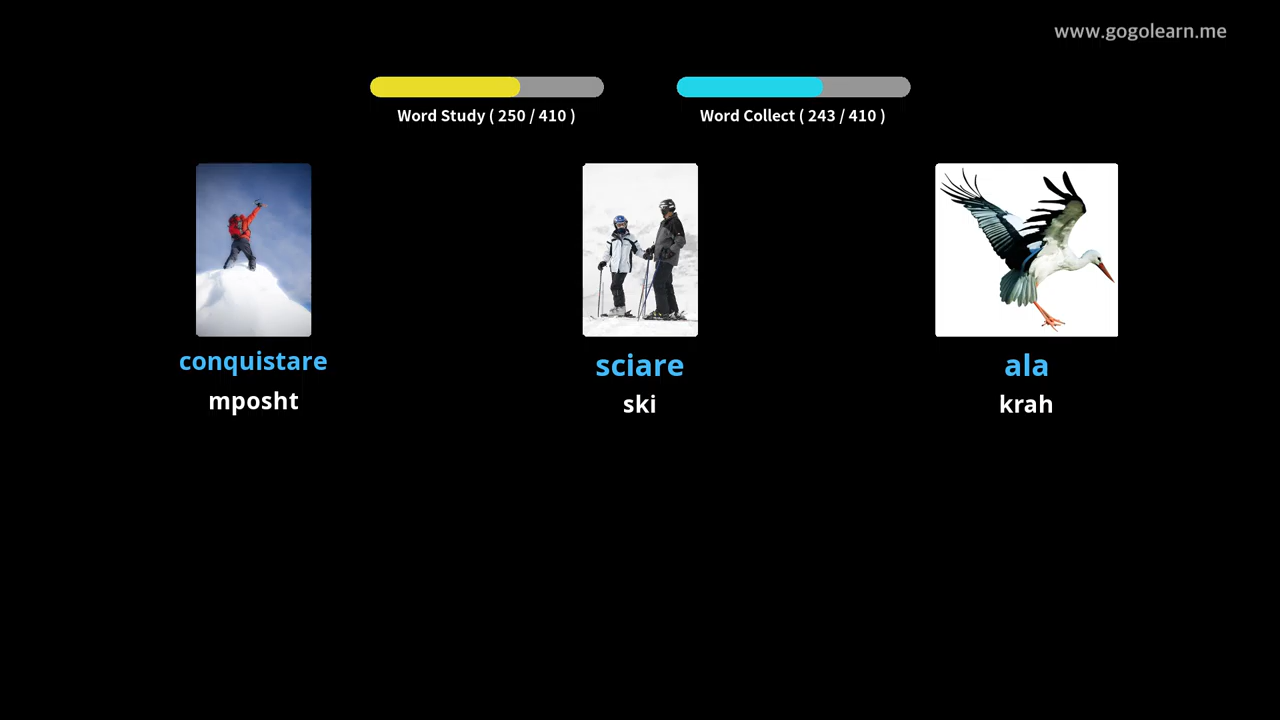 www.gogolearn.me
Word Study ( 250 / 410 )
Word Collect ( 243 / 410 )
conquistare
mposht
sciare
ski
ala
krah